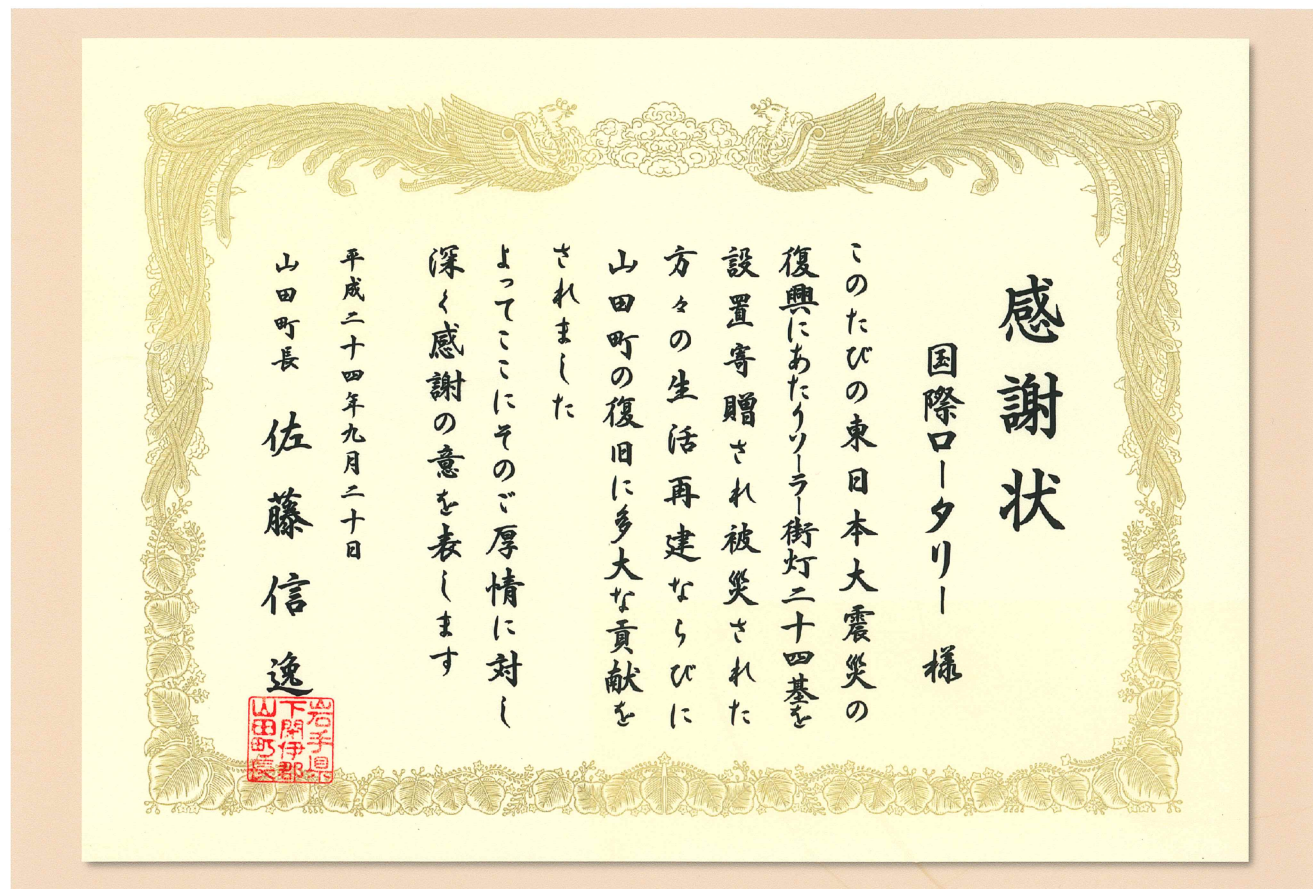 感謝状
国際ロータリー 様
このたびの東日本大震災の
復興にあたりソーラー街灯二十四基を
設置寄贈され被災された
方々の生活再建ならびに
山田町の復旧に多大な貢献を
されました
よってここにそのご厚情に対し
深く感謝の意を表します
平成二十四年九月二十日
山田町長 佐藤信逸
岩手県
下閉伊郡
山田町長